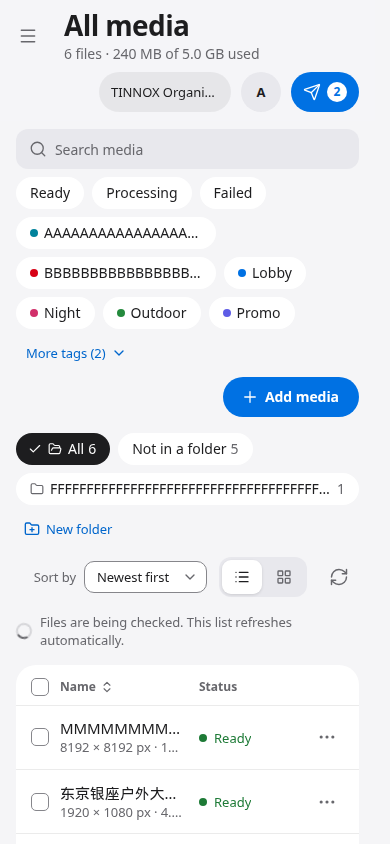 All media
6 files · 240 MB of 5.0 GB used
TINNOX Organi...
A
2
Search media
Ready
Processing
Failed
AAAAAAAAAAAAAAAA...
BBBBBBBBBBBBBBBB...
Lobby
Night
Outdoor
Promo
More tags (2)
Add media
All 6
Not in a folder 5
FFFFFFFFFFFFFFFFFFFFFFFFFFFFFFFFFFFFF... 1
New folder
Sort by
Newest first
Files are being checked. This list refreshes
automatically.
Name
Status
MMMMMMMM...
8192 × 8192 px · 1...
Ready
东京银座户外大...
1920 × 1080 px · 4....
Ready